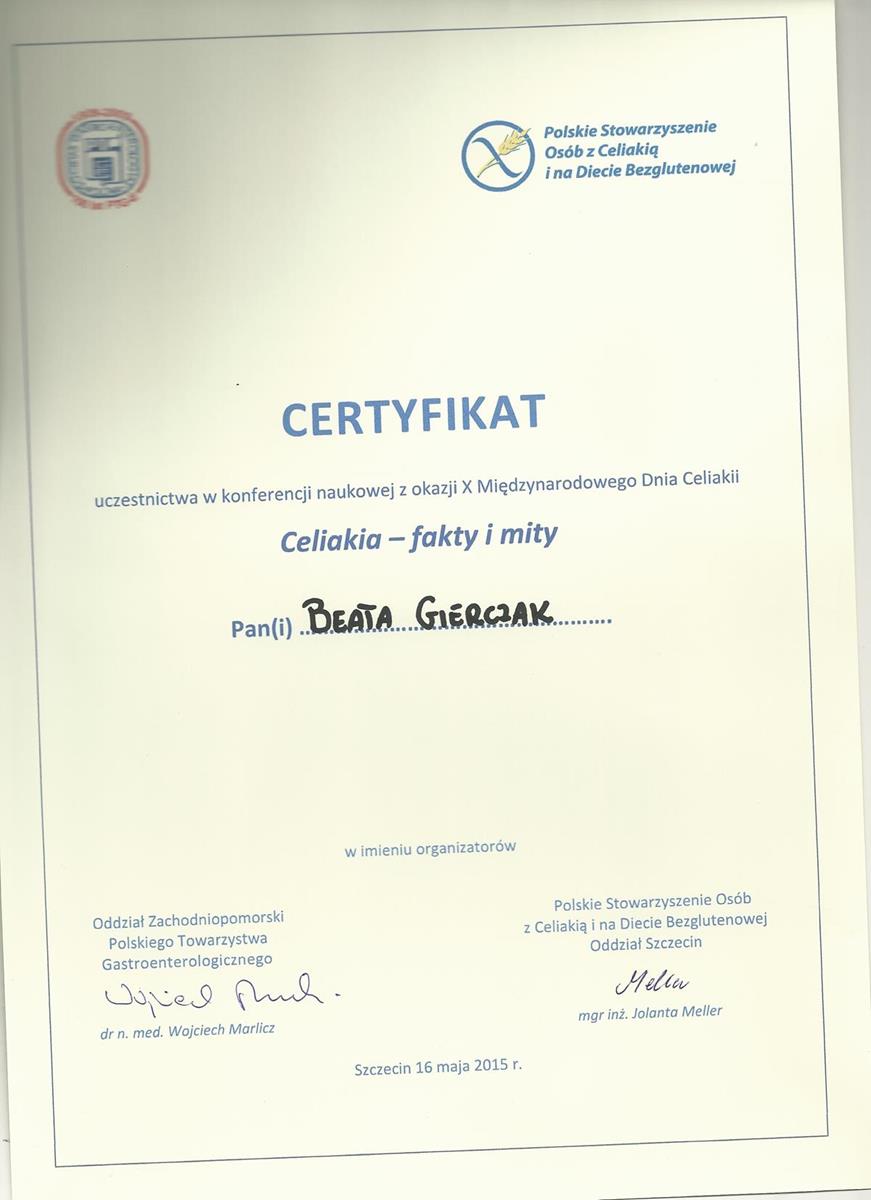 Polskie Stowarzyszenie
Osób z Celiakią
i na Diecie Bezglutenowej
CERTYFIKAT
uczestnictwa w konferencji naukowej z okazji X Międzynarodowego Dnia Celiakii
Celiakia – fakty i mity
Pan(i) BEATA GIERCZAK
w imieniu organizatorów
Oddział Zachodniopomorski
Polskiego Towarzystwa
Gastroenterologicznego
Wojciech
dr n. med. Wojciech Marlicz
Polskie Stowarzyszenie Osób
z Celiakią i na Diecie Bezglutenowej
Oddział Szczecin
Meller
mgr inż. Jolanta Meller
Szczecin 16 maja 2015 r.